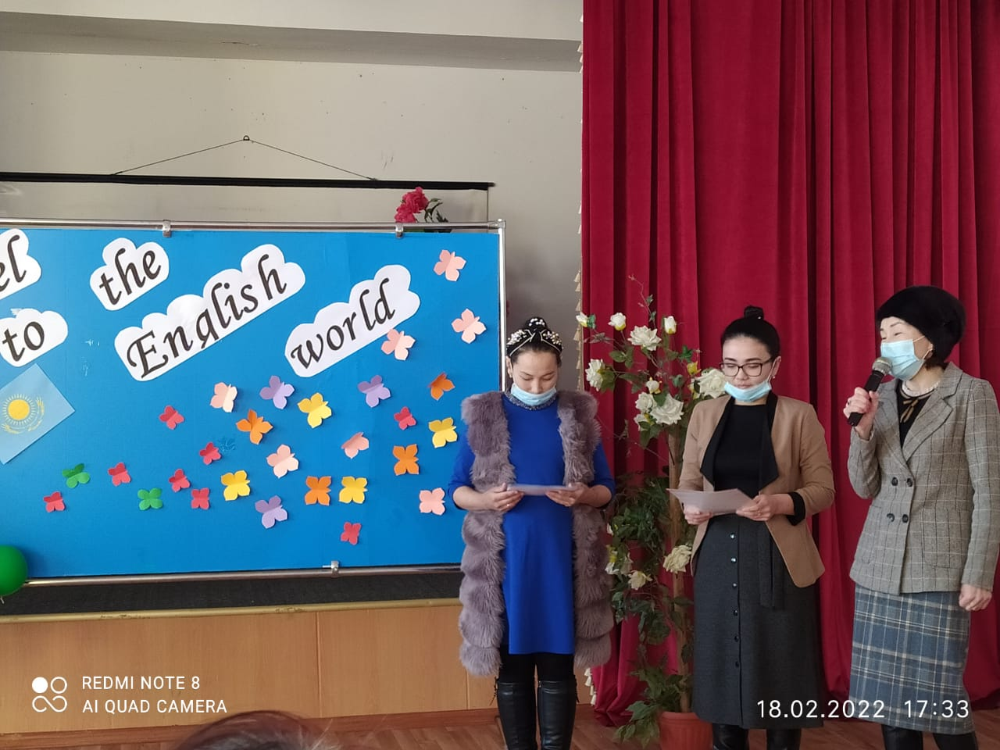 el the
to English world
REDMI NOTE 8
AI QUAD CAMERA
18.02.2022 17:33